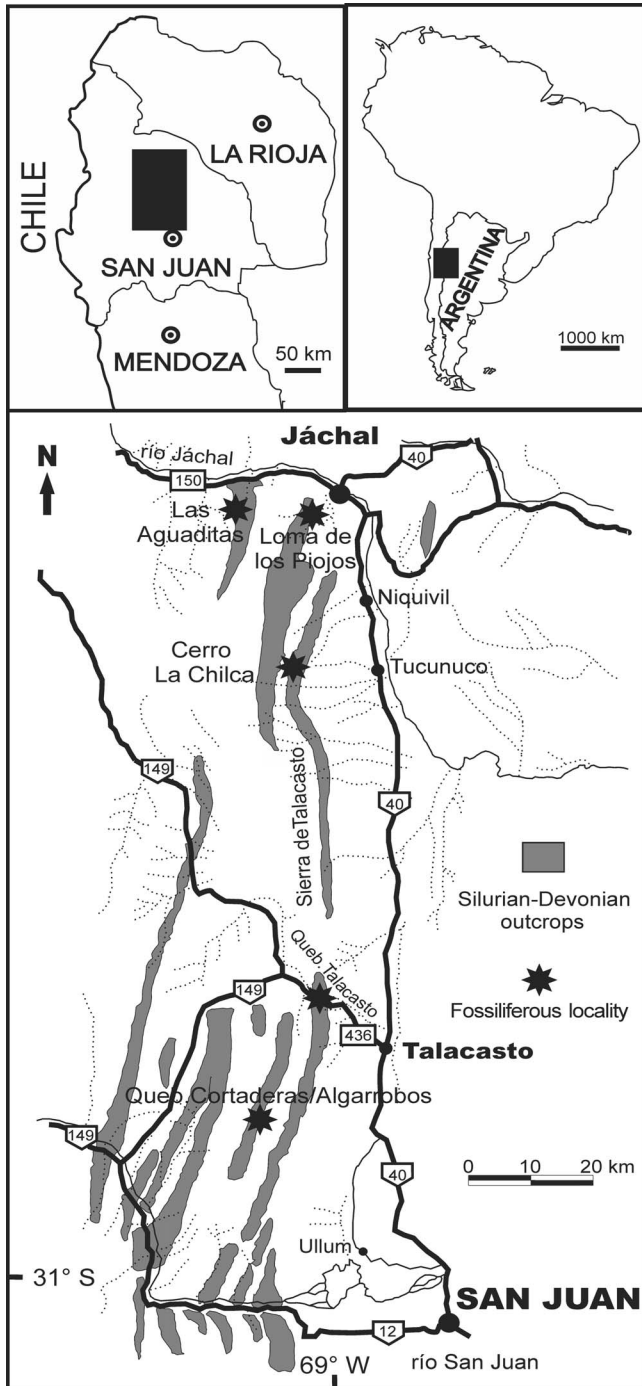 CHILE
LA RIOJA
SAN JUAN
MENDOZA
50 km
ARGENTINA
1000 km
N
río Jáchal
Jáchal
40
150
Las
Aguaditas
Loma de
los Piojos
Niquivil
Cerro
La Chilca
Tucunuco
149
40
Sierra de Talacasto
Silurian-Devonian
outcrops
Queb. Talacasto
149
Fossiliferous locality
436
Talacasto
Queb. Cortaderas/Algarrobos
149
0 10 20 km
40
Ullum
31° S
SAN JUAN
12
69° W
río San Juan